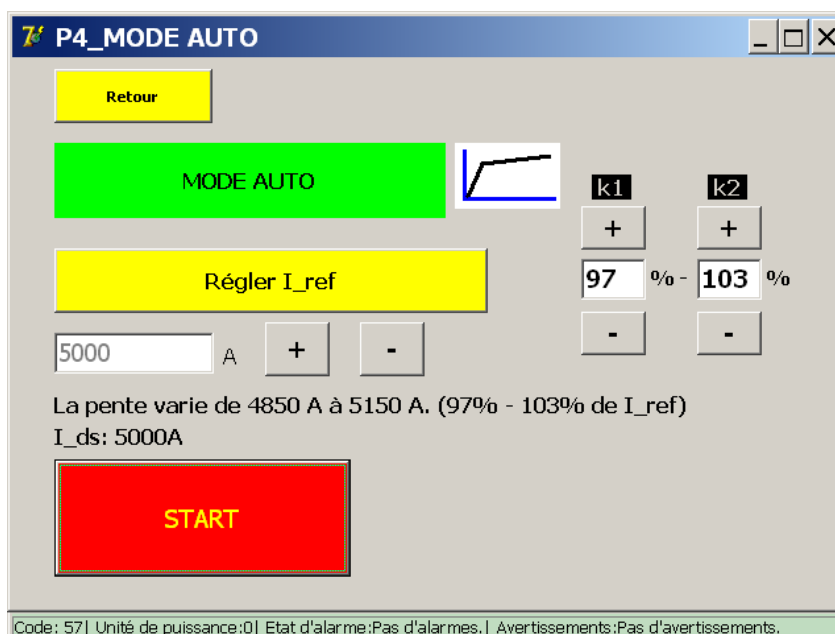 P4_MODE AUTO
Retour
MODE AUTO
k1 k2
+ +
Régler I_ref
97 % - 103 %
- -
5000 A + -
La pente varie de 4850 A à 5150 A. (97% - 103% de I_ref)
I_ds: 5000A
START
Code: 57| Unité de puissance:0| Etat d'alarme:Pas d'alarmes.| Avertissements:Pas d'avertissements.